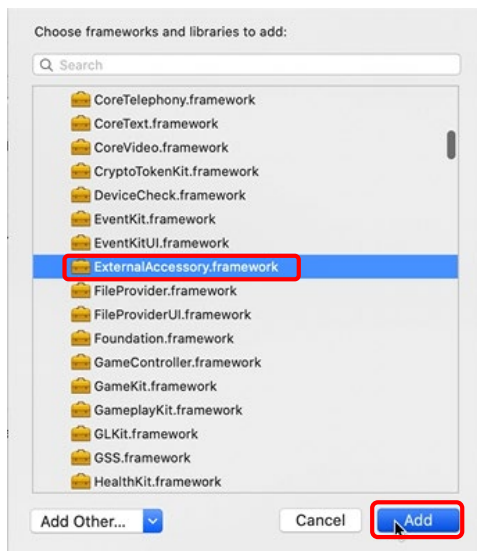 Choose frameworks and libraries to add:
Search
CoreTelephony.framework
CoreText.framework
CoreVideo.framework
CryptoTokenKit.framework
DeviceCheck.framework
EventKit.framework
EventKitUI.framework
ExternalAccessory.framework
FileProvider.framework
FileProviderUI.framework
Foundation.framework
GameController.framework
GameKit.framework
GameplayKit.framework
GLKit.framework
GSS.framework
HealthKit.framework
Add Other... Cancel Add